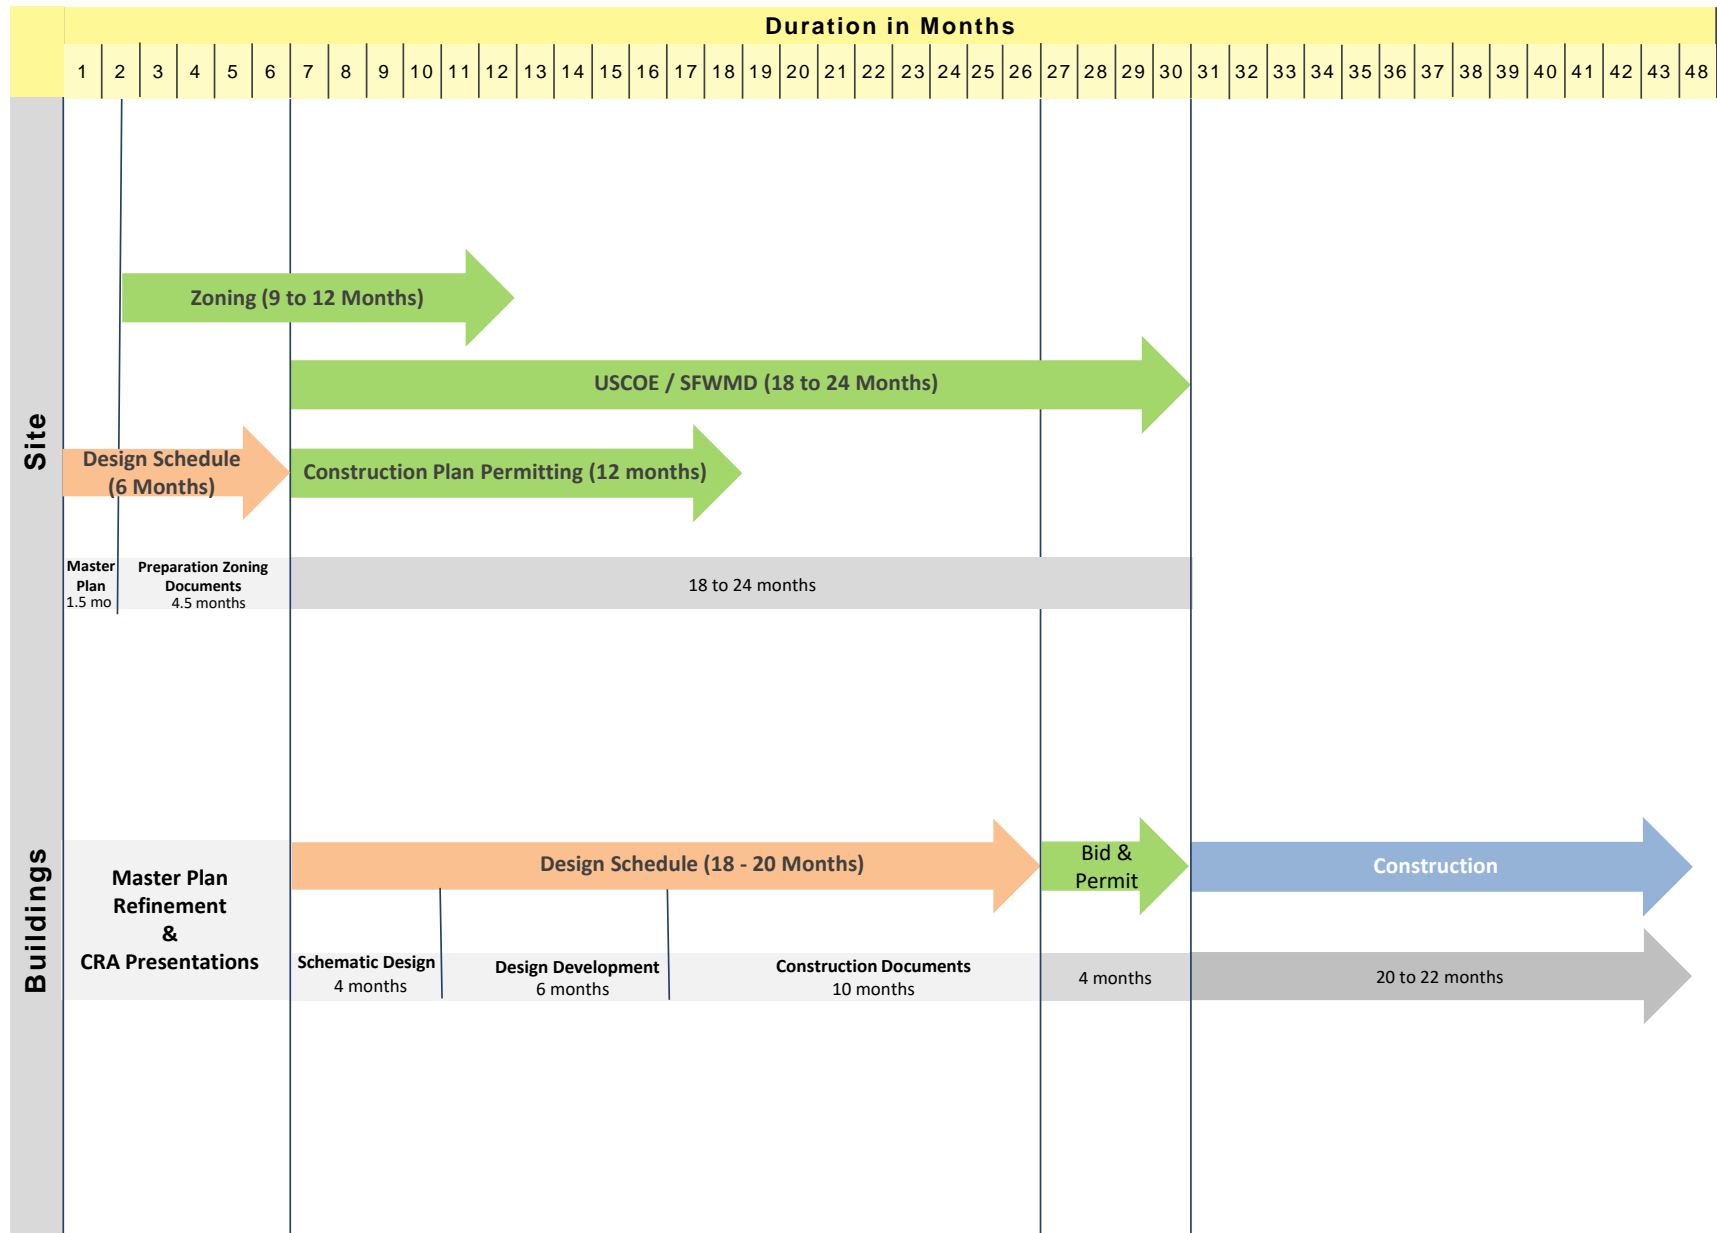 Duration in Months
1 2 3 4 5 6 7 8 9 10 11 12 13 14 15 16 17 18 19 20 21 22 23 24 25 26 27 28 29 30 31 32 33 34 35 36 37 38 39 40 41 42 43 48
Site
Zoning (9 to 12 Months)
USCOE / SFWMD (18 to 24 Months)
Design Schedule
(6 Months)
Construction Plan Permitting (12 months)
Master
Plan
1.5 mo
Preparation Zoning
Documents
4.5 months
18 to 24 months
Buildings
Master Plan
Refinement
&
CRA Presentations
Design Schedule (18 - 20 Months)
Bid &
Permit
Construction
Schematic Design
4 months
Design Development
6 months
Construction Documents
10 months
4 months
20 to 22 months